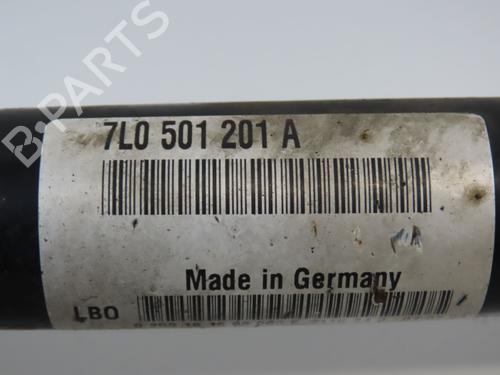 B-PARTS
7L0 501 201 A
Made in Germany
LBO